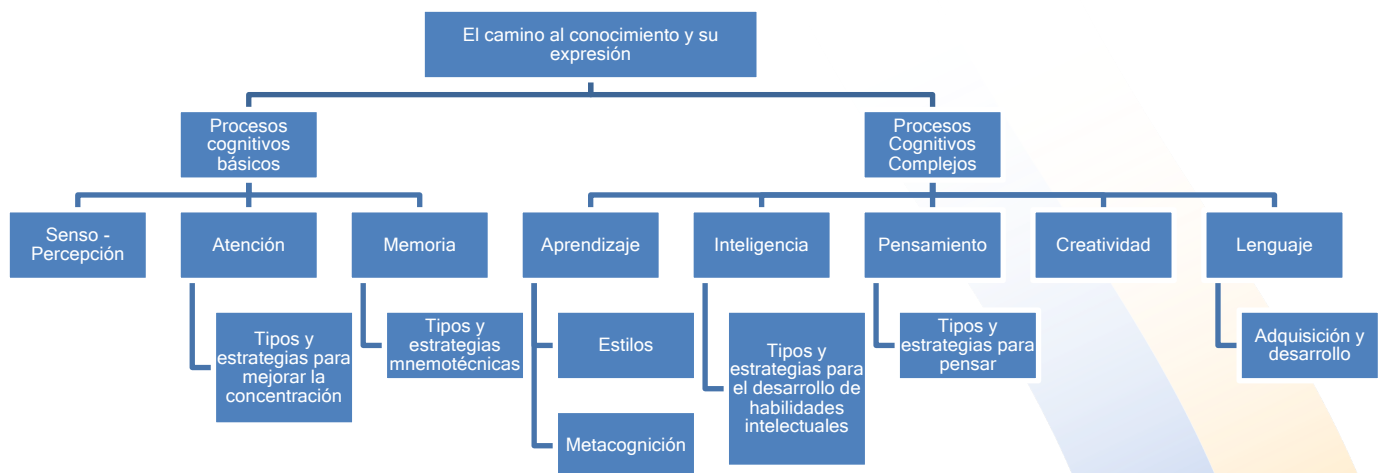 El camino al conocimiento y su
expresión
Procesos
cognitivos
básicos
Procesos
Cognitivos
Complejos
Senso -
Percepción
Atención
Memoria
Aprendizaje
Inteligencia
Pensamiento
Creatividad
Lenguaje
Tipos y
estrategias para
mejorar la
concentración
Tipos y
estrategias
mnemotécnicas
Estilos
Metacognición
Tipos y
estrategias para
el desarrollo de
habilidades
intelectuales
Tipos y
estrategias para
pensar
Adquisición y
desarrollo